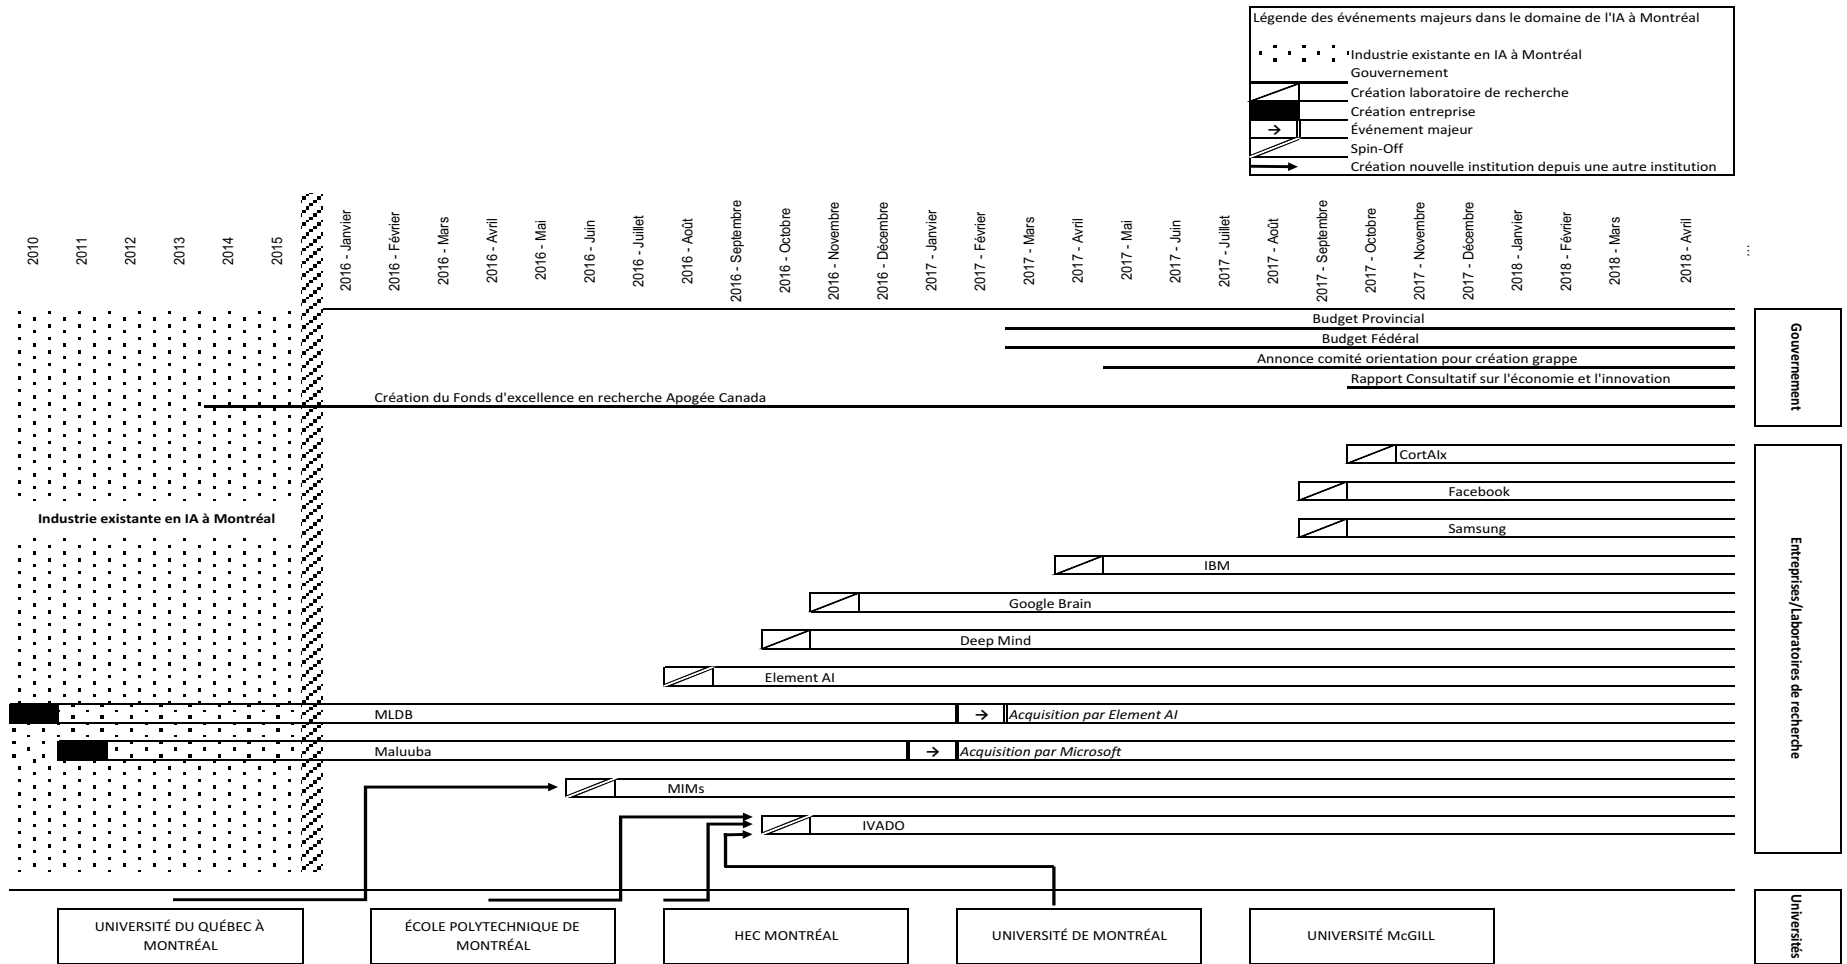 Légende des événements majeurs dans le domaine de l'IA à Montréal
Industrie existante en IA à Montréal
Gouvernement
Création laboratoire de recherche
Création entreprise
→ Événement majeur
Spin-Off
Création nouvelle institution depuis une autre institution
2010
2011
2012
2013
2014
2015
2016 - Janvier
2016 - Février
2016 - Mars
2016 - Avril
2016 - Mai
2016 - Juin
2016 - Juillet
2016 - Août
2016 - Septembre
2016 - Octobre
2016 - Novembre
2016 - Décembre
2017 - Janvier
2017 - Février
2017 - Mars
2017 - Avril
2017 - Mai
2017 - Juin
2017 - Juillet
2017 - Août
2017 - Septembre
2017 - Octobre
2017 - Novembre
2017 - Décembre
2018 - Janvier
2018 - Février
2018 - Mars
2018 - Avril
...
Budget Provincial
Budget Fédéral
Annonce comité orientation pour création grappe
Rapport Consultatif sur l'économie et l'innovation
Création du Fonds d'excellence en recherche Apogée Canada
Gouvernement
CortAIx
Facebook
Industrie existante en IA à Montréal
Samsung
IBM
Google Brain
Deep Mind
Element AI
MLDB
→ Acquisition par Element AI
Maluuba
→ Acquisition par Microsoft
MIMs
IVADO
Entreprises/Laboratoires de recherche
UNIVERSITÉ DU QUÉBEC À
MONTRÉAL
ÉCOLE POLYTECHNIQUE DE
MONTRÉAL
HEC MONTRÉAL
UNIVERSITÉ DE MONTRÉAL
UNIVERSITÉ McGILL
Universités